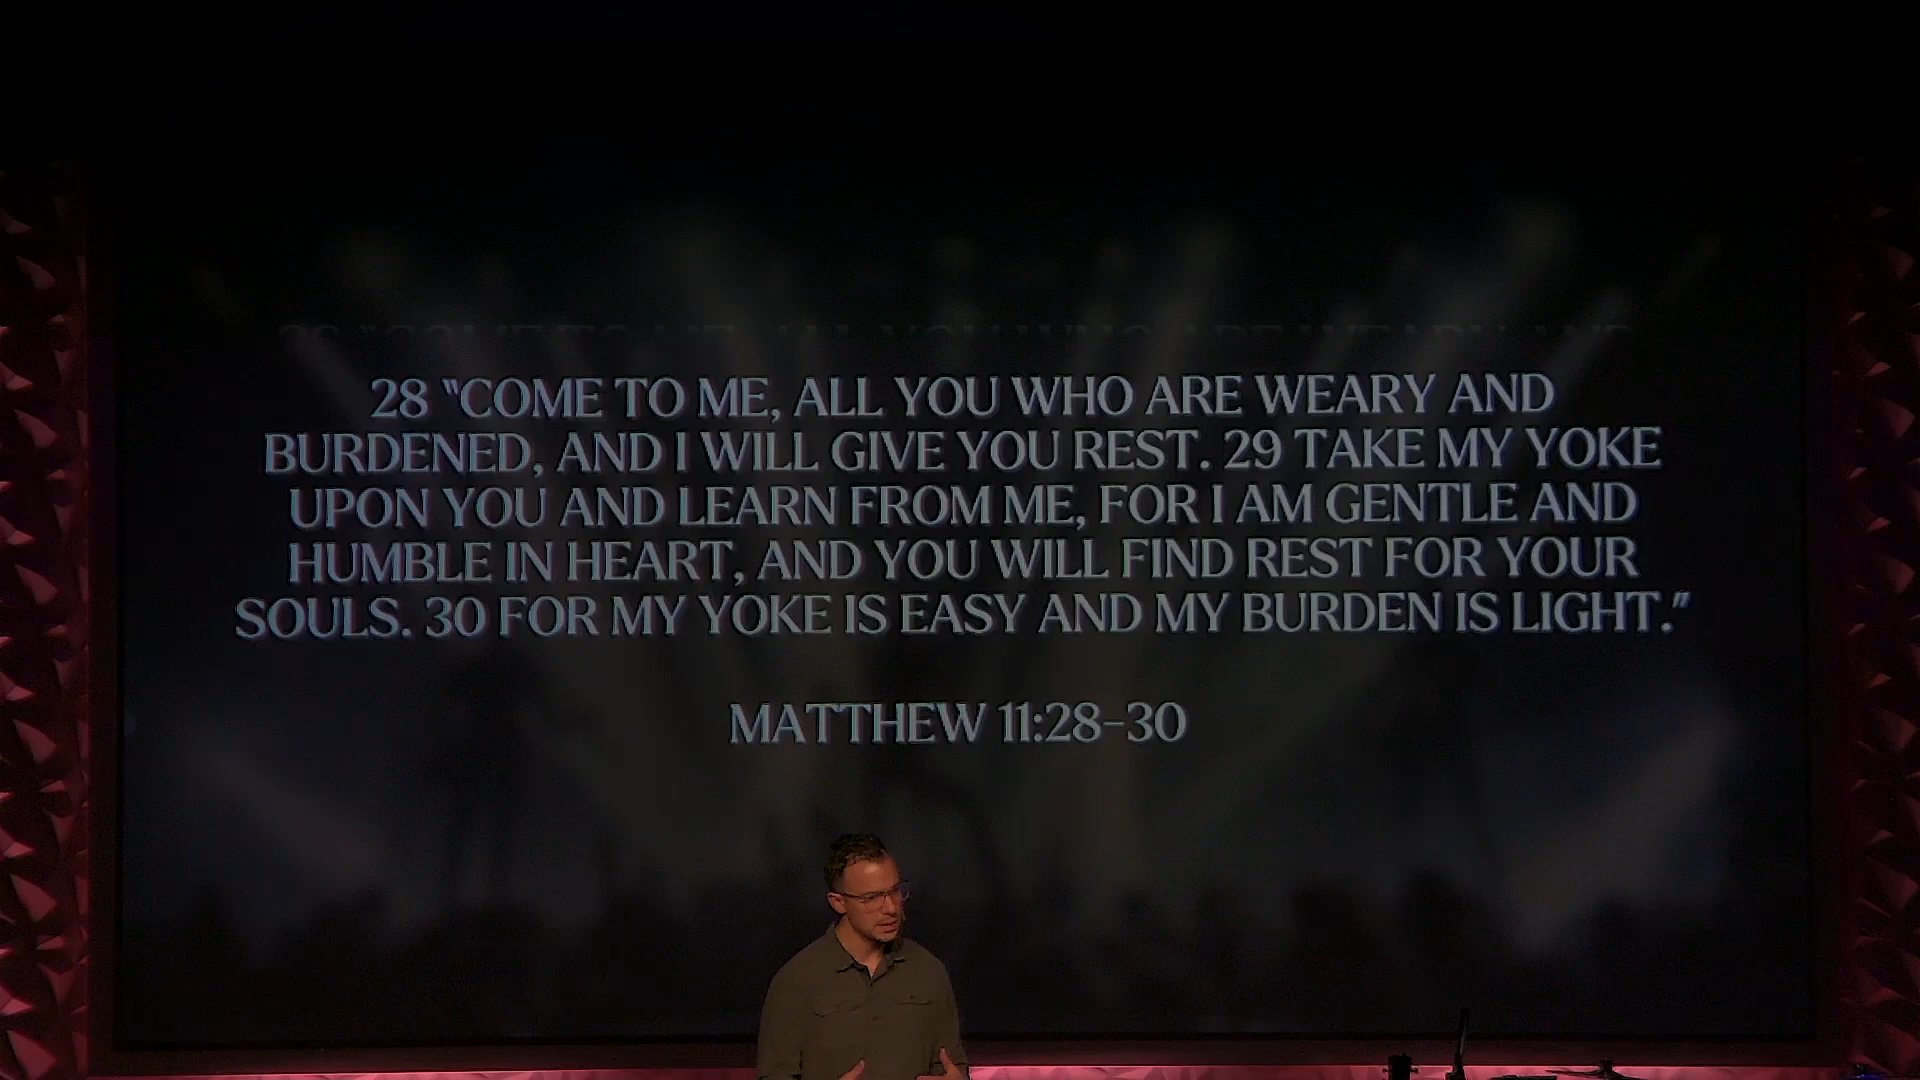 28 "COME TO ME, ALL YOU WHO ARE WEARY AND
BURDENED, AND I WILL GIVE YOU REST. 29 TAKE MY YOKE
UPON YOU AND LEARN FROM ME, FOR I AM GENTLE AND
HUMBLE IN HEART, AND YOU WILL FIND REST FOR YOUR
SOULS. 30 FOR MY YOKE IS EASY AND MY BURDEN IS LIGHT."
MATTHEW 11:28-30